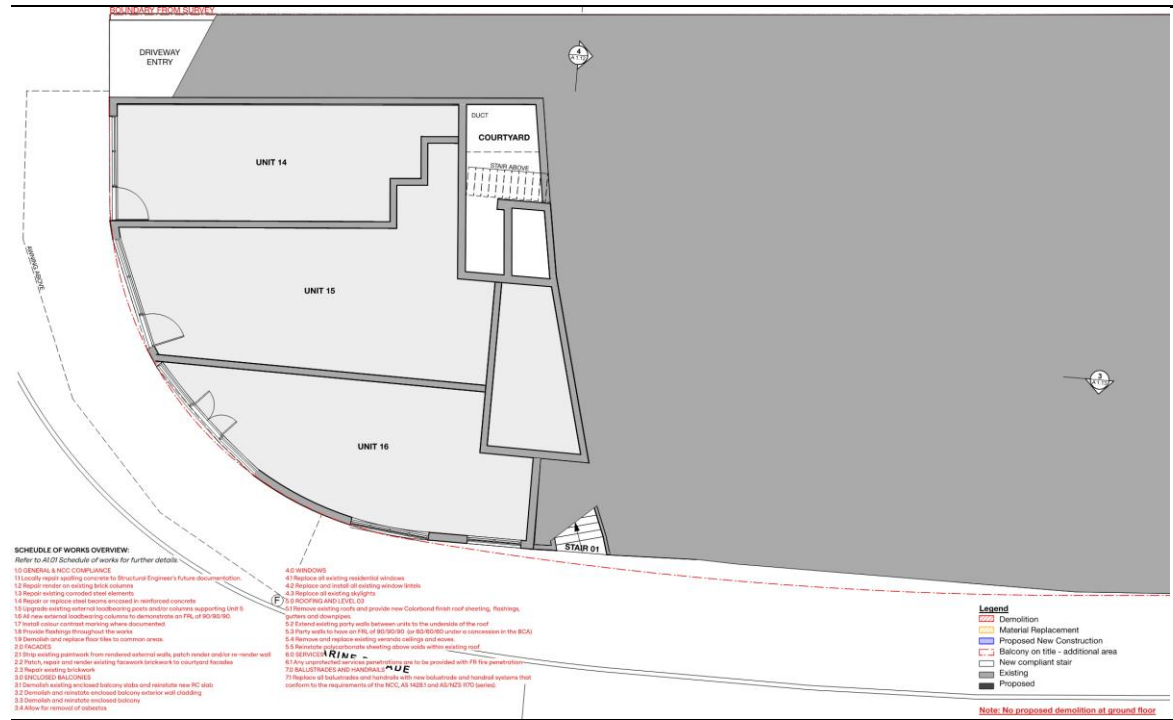 BOUNDARY FROM SURVEY
DRIVEWAY
ENTRY
4
A 1.12
DUCT
COURTYARD
STAIR ABOVE
UNIT 14
AWNING ABOVE
UNIT 15
3
A 1.12
UNIT 16
STAIR 01
SCHEUDLE OF WORKS OVERVIEW:
Refer to A1.01 Schedule of works for further details.
1.0 GENERAL & NCC COMPLIANCE
1.1 Locally repair spalling concrete to Structural Engineer's future documentation.
1.2 Repair render on existing brick columns
1.3 Repair existing corroded steel elements
1.4 Repair or replace steel beams encased in reinforced concrete
1.5 Upgrade existing external loadbearing posts and/or columns supporting Unit 5
1.6 All new external loadbearing columns to demonstrate an FRL of 90/90/90.
1.7 Install colour contrast marking where documented.
1.8 Provide flashings throughout the works
1.9 Demolish and replace floor tiles to common areas.
2.0 FACADES
2.1 Strip existing paintwork from rendered external walls, patch render and/or re-render wall
2.2 Patch, repair and render existing facework brickwork to courtyard facades
2.3 Repair existing brickwork
3.0 ENCLOSED BALCONIES
3.1 Demolish existing enclosed balcony slabs and reinstate new RC slab
3.2 Demolish and reinstate enclosed balcony exterior wall cladding
3.3 Demolish and reinstate enclosed balcony
3.4 Allow for removal of asbestos
F
4.0 WINDOWS
4.1 Replace all existing residential windows
4.2 Replace and install all existing window lintels
4.3 Replace all existing skylights
5.0 ROOFING AND LEVEL 03
5.1 Remove existing roofs and provide new Colorbond finish roof sheeting, flashings,
gutters and downpipes.
5.2 Extend existing party walls between units to the underside of the roof
5.3 Party walls to have an FRL of 90/90/90 (or 60/60/60 under a concession in the BCA)
5.4 Remove and replace existing veranda ceilings and eaves.
5.5 Reinstate polycarbonate sheeting above voids within existing roof.
6.0 SERVICES
6.1 Any unprotected services penetrations are to be provided with FR fire penetration
7.0 BALUSTRADES AND HANDRAILS
7.1 Replace all balustrades and handrails with new balustrade and handrail systems that
conform to the requirements of the NCC, AS 1428.1 and AS/NZS 1170 (series).
Legend
Demolition
Material Replacement
Proposed New Construction
Balcony on title - additional area
New compliant stair
Existing
Proposed
Note: No proposed demolition at ground floor